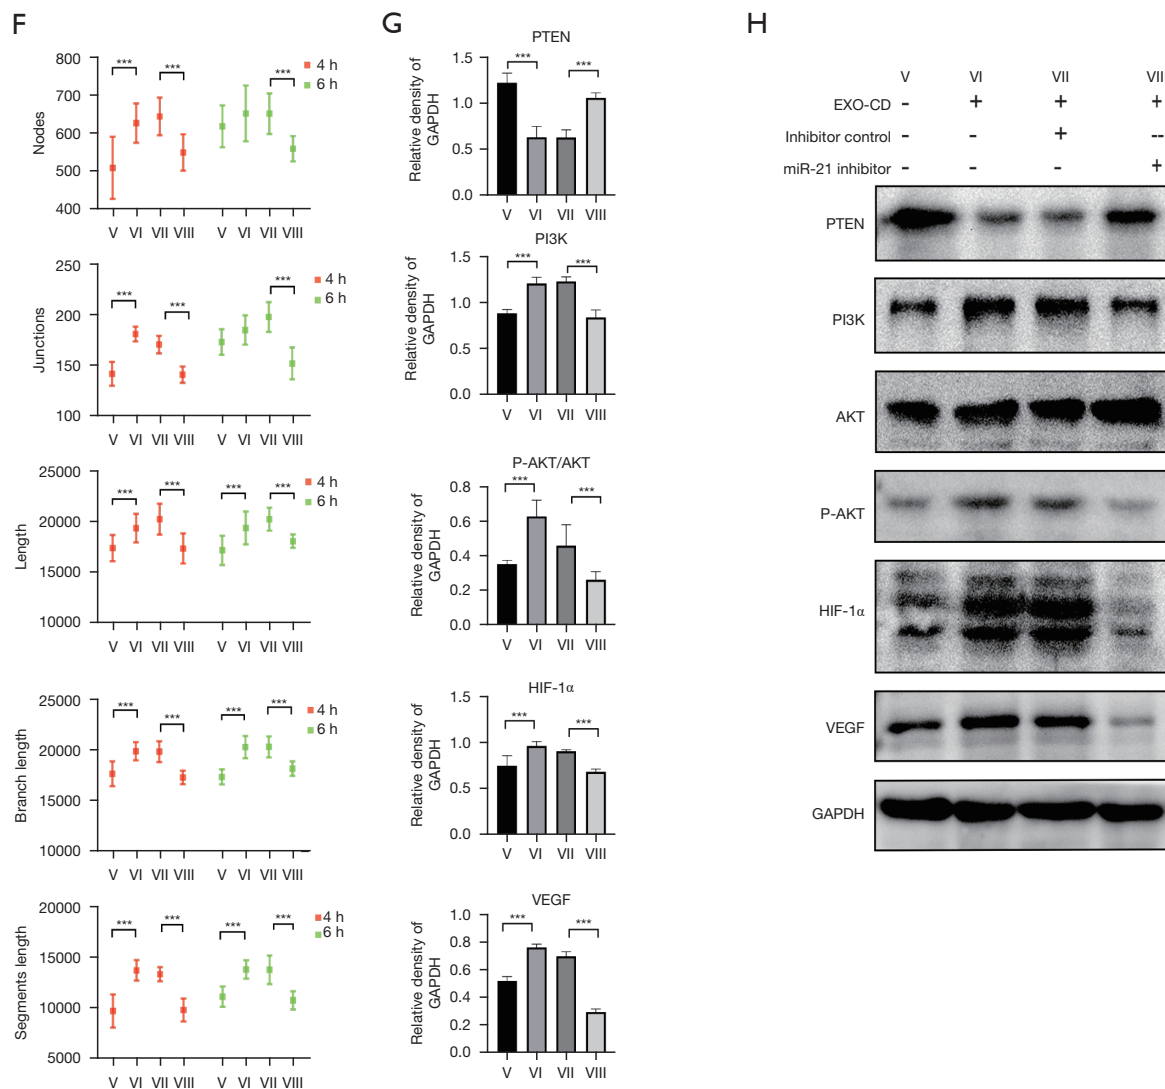 F
Nodes
800
700
600
500
400
***
***
***
4 h
6 h
V VI VII VIII V VI VII VIII
Junctions
250
200
150
100
***
***
***
4 h
6 h
V VI VII VIII V VI VII VIII
Length
25000
20000
15000
10000
***
***
***
***
4 h
6 h
V VI VII VIII V VI VII VIII
Branch length
25000
20000
15000
10000
***
***
***
***
4 h
6 h
V VI VII VIII V VI VII VIII
Segments length
20000
15000
10000
5000
***
***
***
***
4 h
6 h
V VI VII VIII V VI VII VIII
G
PTEN
Relative density of
GAPDH
1.5
1.0
0.5
0.0
***
***
V VI VII VIII
PI3K
Relative density of
GAPDH
1.5
1.0
0.5
0.0
***
***
V VI VII VIII
P-AKT/AKT
Relative density of
GAPDH
0.8
0.6
0.4
0.2
0.0
***
***
V VI VII VIII
HIF-1α
Relative density of
GAPDH
1.5
1.0
0.5
0.0
***
***
V VI VII VIII
VEGF
Relative density of
GAPDH
1.0
0.8
0.6
0.4
0.2
0.0
***
***
V VI VII VIII
H
V VI VII VII
EXO-CD - + + +
Inhibitor control - - + --
miR-21 inhibitor - - - +
PTEN
PI3K
AKT
P-AKT
HIF-1α
VEGF
GAPDH